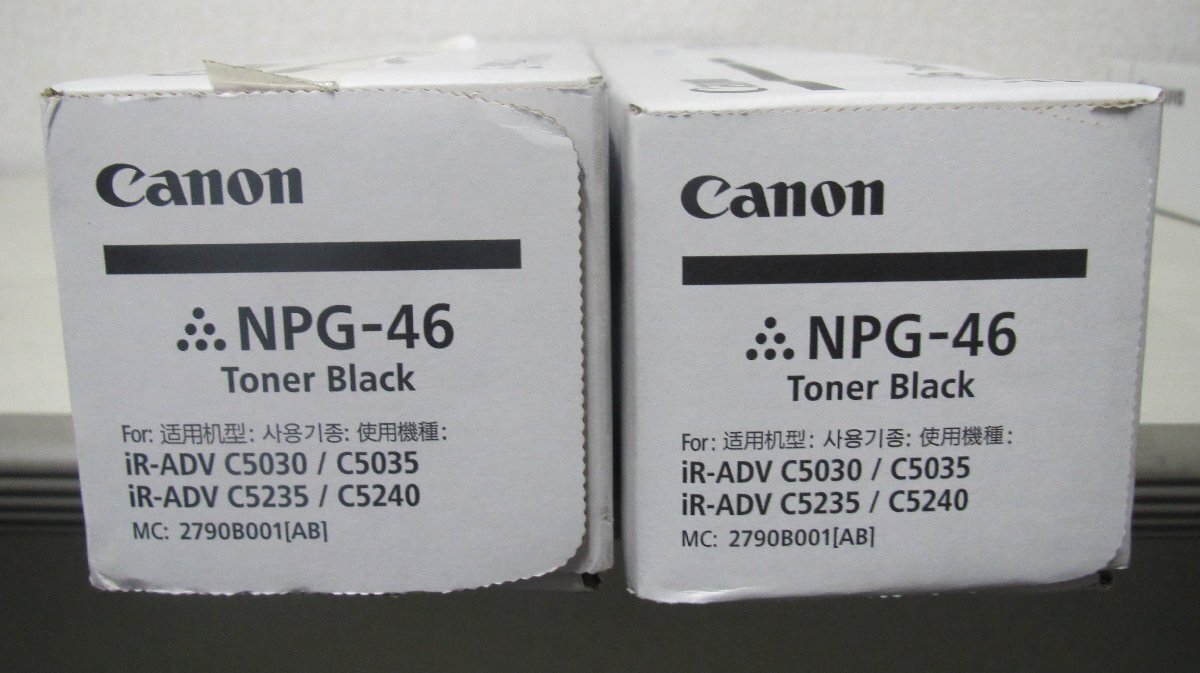 Canon
NPG-46
Toner Black
For: 适用机型: 사용기종: 使用機種:
iR-ADV C5030 / C5035
iR-ADV C5235 / C5240
MC: 2790B001[AB]
Canon
NPG-46
Toner Black
For: 适用机型: 사용기종: 使用機種:
iR-ADV C5030 / C5035
iR-ADV C5235 / C5240
MC: 2790B001[AB]